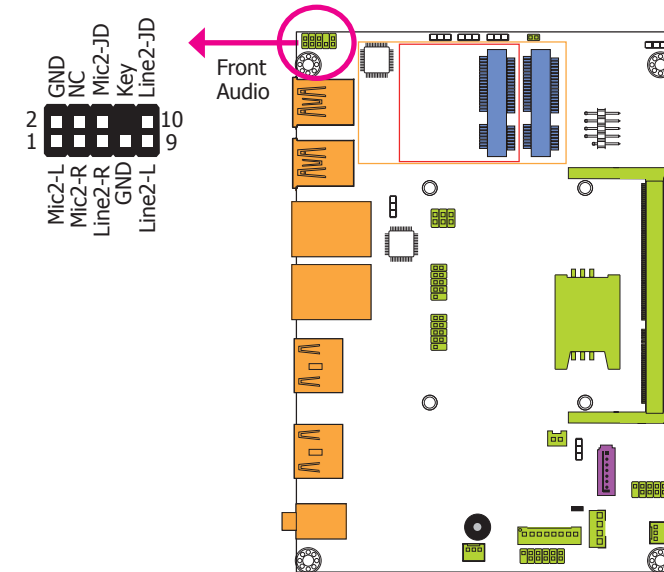 GND
NC
Mic2-JD
Key
Line2-JD
2
10
1
9
Mic2-L
Mic2-R
Line2-R
GND
Line2-L
Front
Audio